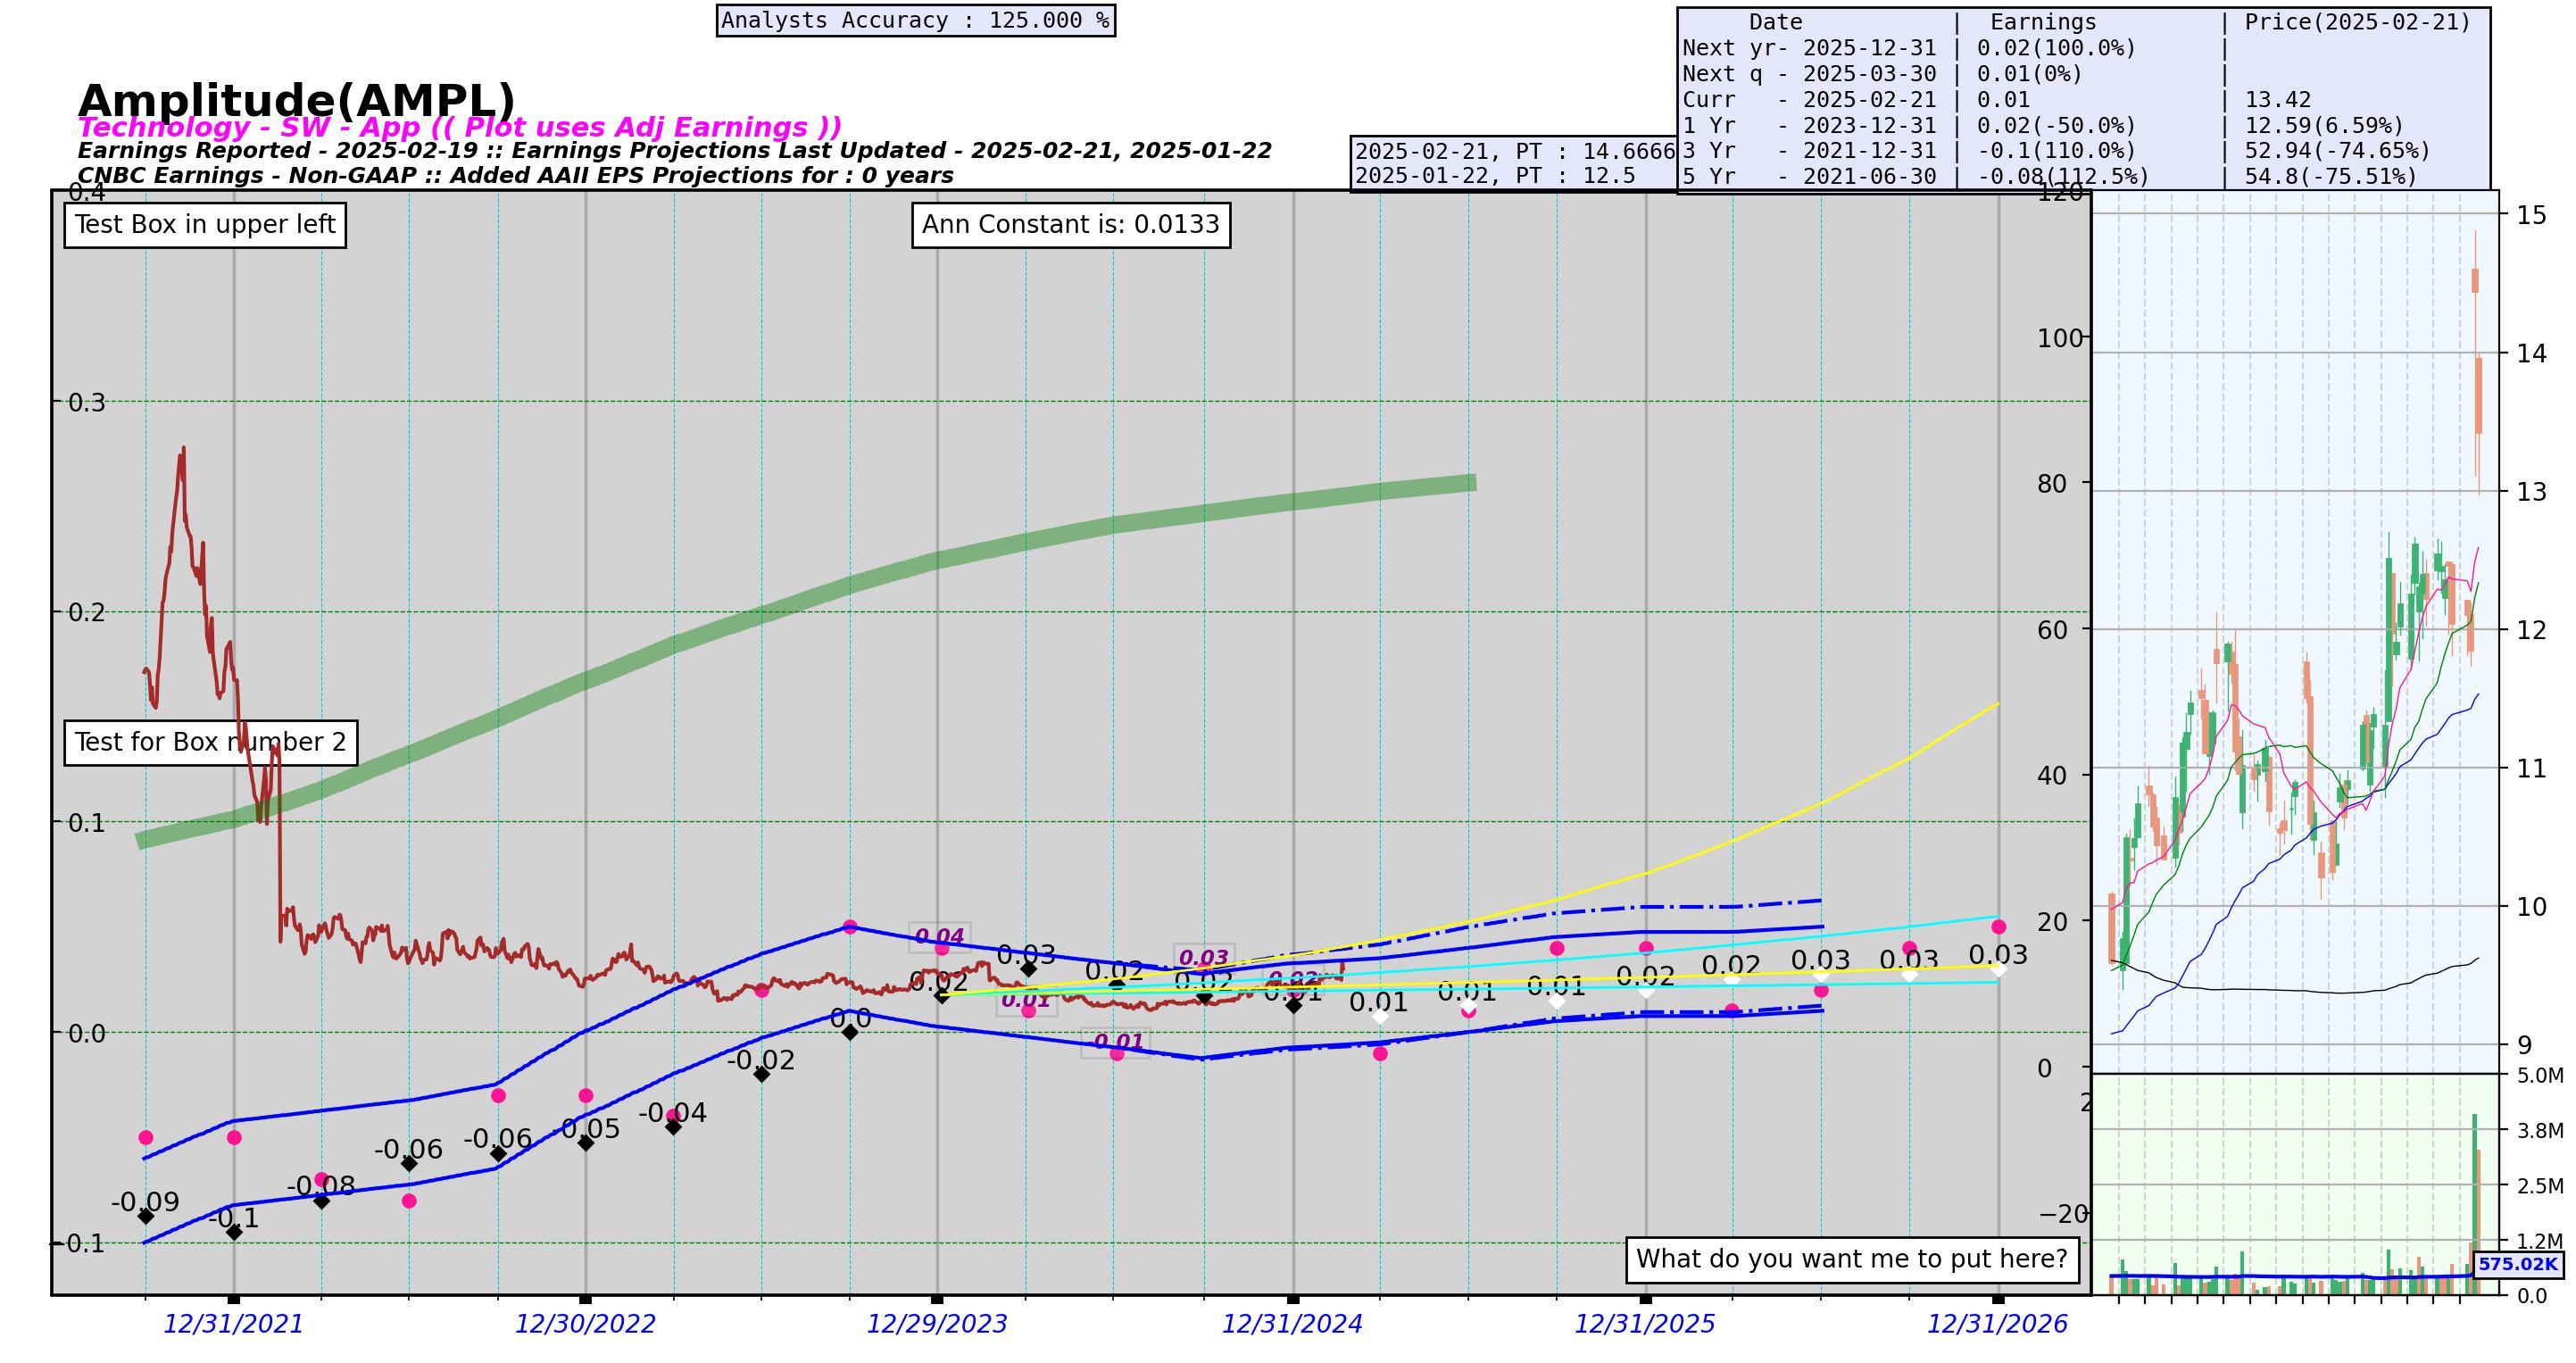 Analysts Accuracy : 125.000 %
Date | Earnings | Price(2025-02-21)
Next yr- 2025-12-31 | 0.02(100.0%) |
Next q - 2025-03-30 | 0.01(0%) |
Curr - 2025-02-21 | 0.01 | 13.42
1 Yr - 2023-12-31 | 0.02(-50.0%) | 12.59(6.59%)
3 Yr - 2021-12-31 | -0.1(110.0%) | 52.94(-74.65%)
5 Yr - 2021-06-30 | -0.08(112.5%) | 54.8(-75.51%)
Amplitude(AMPL)
Technology - SW - App (( Plot uses Adj Earnings ))
Earnings Reported - 2025-02-19 :: Earnings Projections Last Updated - 2025-02-21, 2025-01-22
CNBC Earnings - Non-GAAP :: Added AAII EPS Projections for : 0 years
2025-02-21, PT : 14.6666
2025-01-22, PT : 12.5
Test Box in upper left
Ann Constant is: 0.0133
Test for Box number 2
What do you want me to put here?
0.4
0.3
0.2
0.1
0.0
-0.1
120
100
80
60
40
20
0
−20
2
15
14
13
12
11
10
9
5.0M
3.8M
2.5M
1.2M
575.02K
0.0
-0.09
-0.1
-0.08
-0.06
-0.06
-0.05
-0.04
-0.02
0.0
0.02
0.03
0.02
0.02
0.01
0.01
0.01
0.01
0.02
0.02
0.03
0.03
0.03
0.04
0.01
-0.01
0.03
0.02
12/31/2021
12/30/2022
12/29/2023
12/31/2024
12/31/2025
12/31/2026